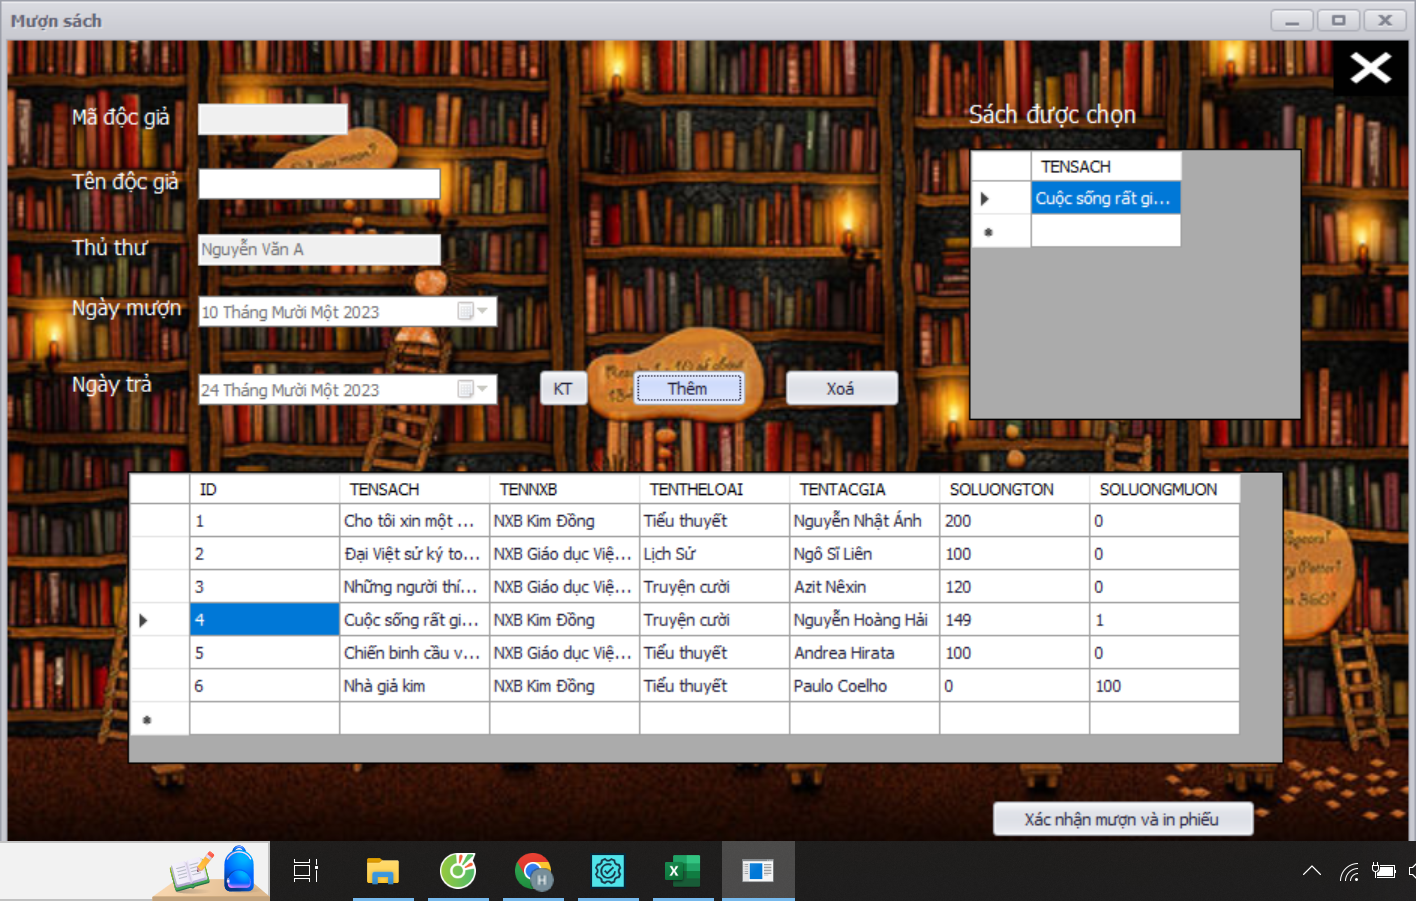 Mượn sách
Mã độc giả
Tên độc giả
Thủ thư
Nguyễn Văn A
Ngày mượn
10 Tháng Mười Một 2023
Ngày trả
24 Tháng Mười Một 2023
KT
Thêm
Xoá
Sách được chọn
TENSACH
Cuộc sống rất gi...
ID TENSACH TENNXB TENTHELOAI TENTACGIA SOLUONGTON SOLUONGMUON
1 Cho tôi xin một ... NXB Kim Đồng Tiểu thuyết Nguyễn Nhật Ánh 200 0
2 Đại Việt sử ký to... NXB Giáo dục Việ... Lịch Sử Ngô Sĩ Liên 100 0
3 Những người thí... NXB Giáo dục Việ... Truyện cười Azit Nêxin 120 0
4 Cuộc sống rất gi... NXB Kim Đồng Truyện cười Nguyễn Hoàng Hải 149 1
5 Chiến binh cầu v... NXB Giáo dục Việ... Tiểu thuyết Andrea Hirata 100 0
6 Nhà giả kim NXB Kim Đồng Tiểu thuyết Paulo Coelho 0 100
Xác nhận mượn và in phiếu
H
X